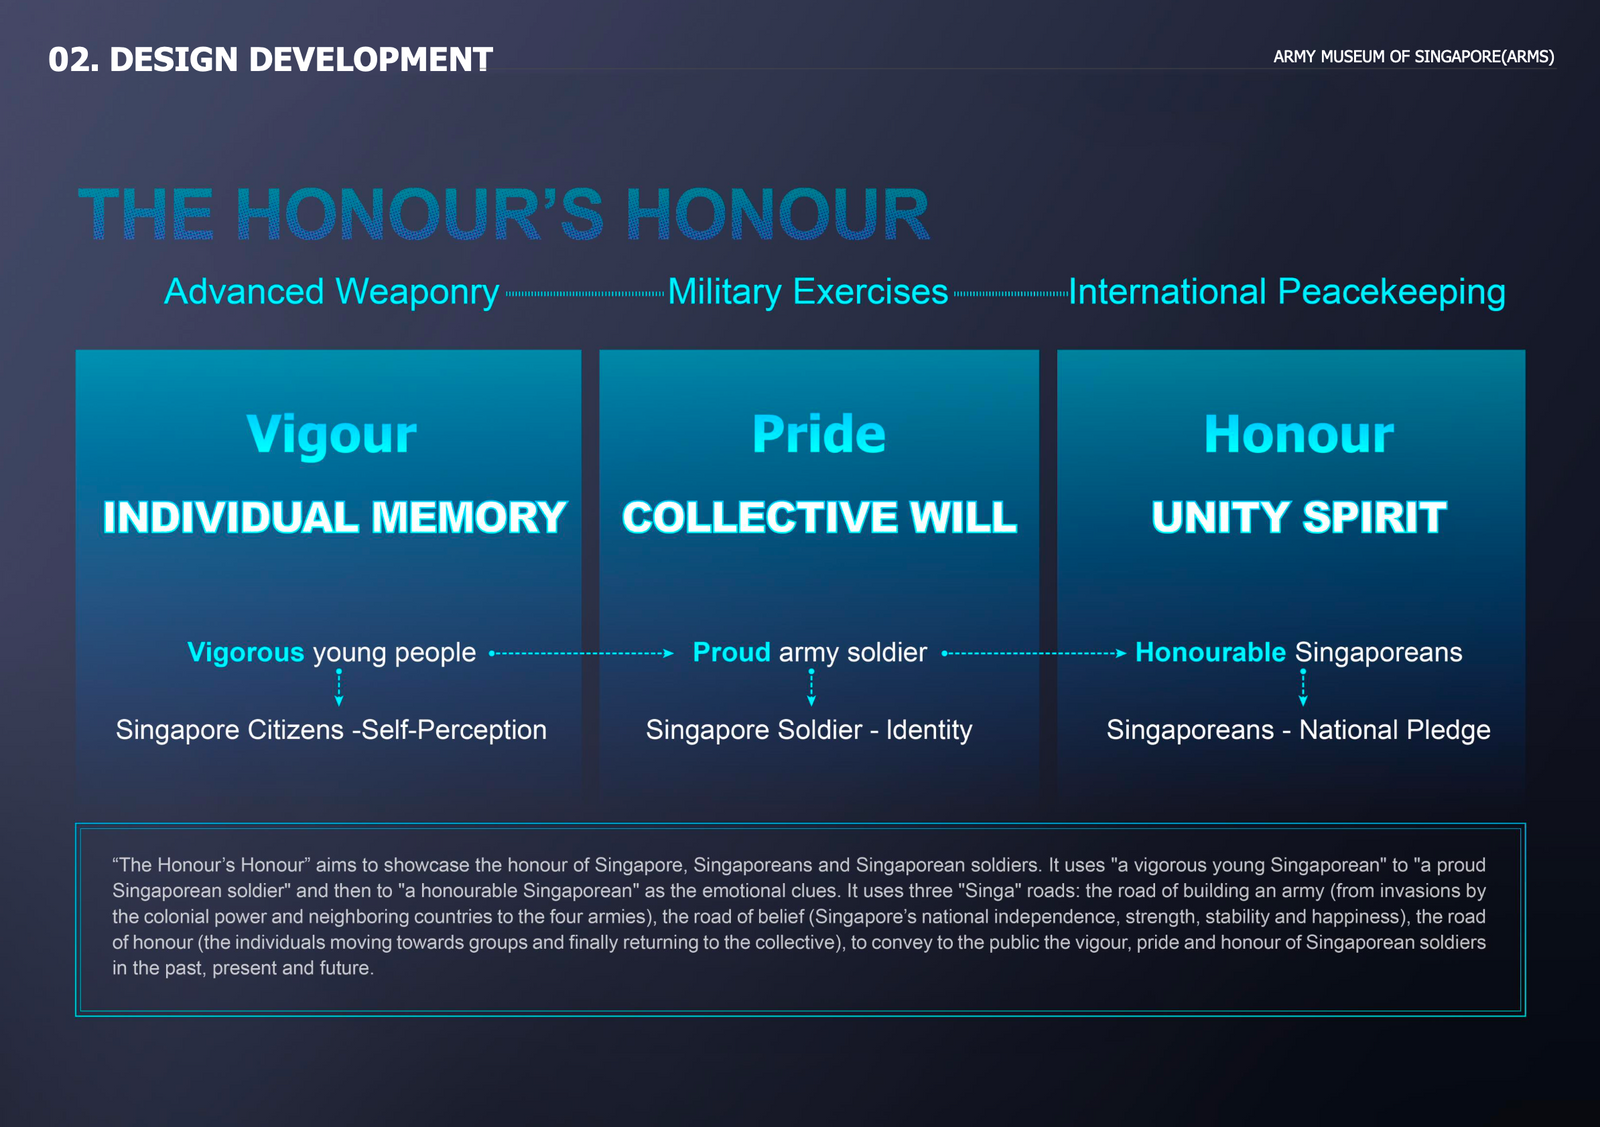 02. DESIGN DEVELOPMENT
ARMY MUSEUM OF SINGAPORE(ARMS)
THE HONOUR’S HONOUR
Advanced Weaponry
Military Exercises
International Peacekeeping
Vigour
INDIVIDUAL MEMORY
Vigorous young people
Singapore Citizens -Self-Perception
Pride
COLLECTIVE WILL
Proud army soldier
Singapore Soldier - Identity
Honour
UNITY SPIRIT
Honourable Singaporeans
Singaporeans - National Pledge
“The Honour’s Honour” aims to showcase the honour of Singapore, Singaporeans and Singaporean soldiers. It uses "a vigorous young Singaporean" to "a proud
Singaporean soldier" and then to "a honourable Singaporean" as the emotional clues. It uses three "Singa" roads: the road of building an army (from invasions by
the colonial power and neighboring countries to the four armies), the road of belief (Singapore’s national independence, strength, stability and happiness), the road
of honour (the individuals moving towards groups and finally returning to the collective), to convey to the public the vigour, pride and honour of Singaporean soldiers
in the past, present and future.